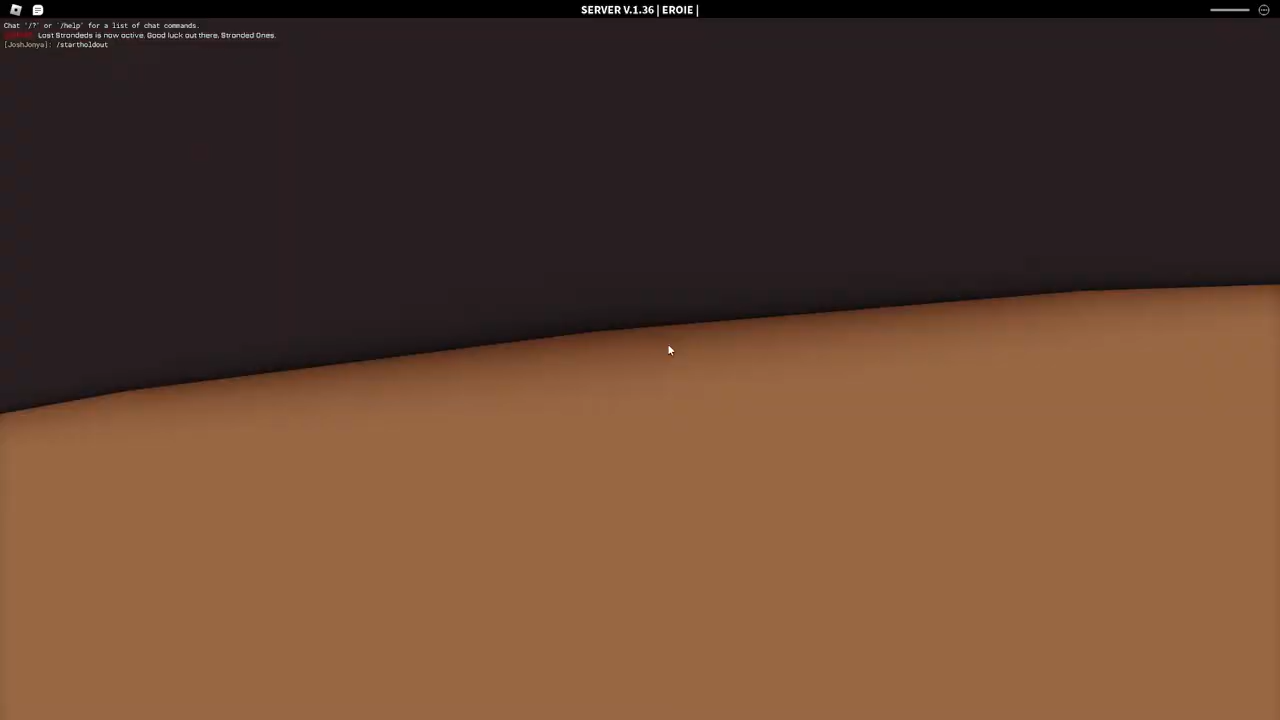 SERVER V.1.36 | EROIE |
Chat '/?' or '/help' for a list of chat commands.
Last Strandeds is now active. Good luck out there, Stranded Ones.
[JoshJonya]: /startholdout